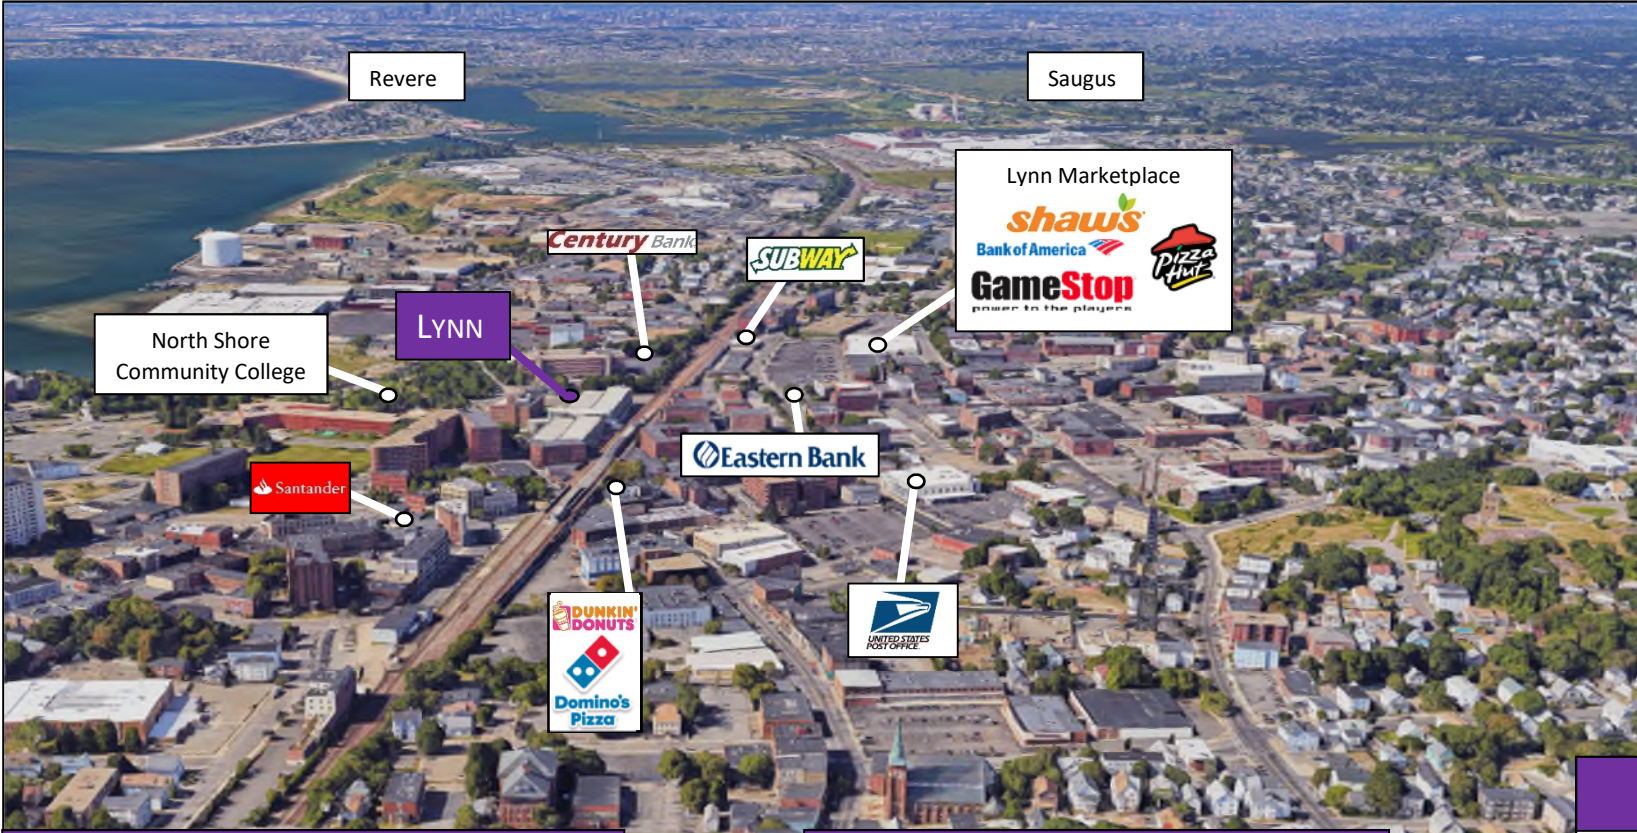 Revere
Saugus
Lynn Marketplace
shaw's
Bank of America
Pizza
Hut
GameStop
power to the players
Century Bank
SUBWAY
LYNN
North Shore
Community College
Eastern Bank
Santander
DUNKIN'
DONUTS
Domino's
Pizza
UNITED STATES
POST OFFICE